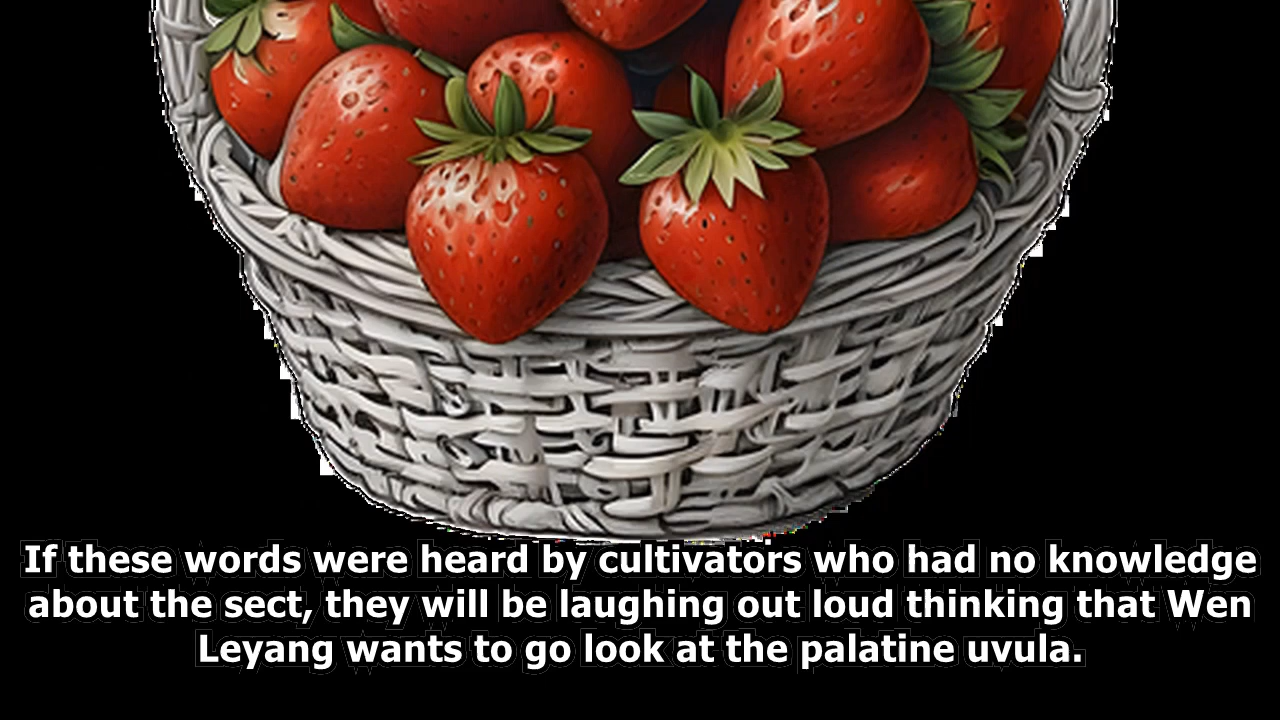 If these words were heard by cultivators who had no knowledge
about the sect, they will be laughing out loud thinking that Wen
Leyang wants to go look at the palatine uvula.